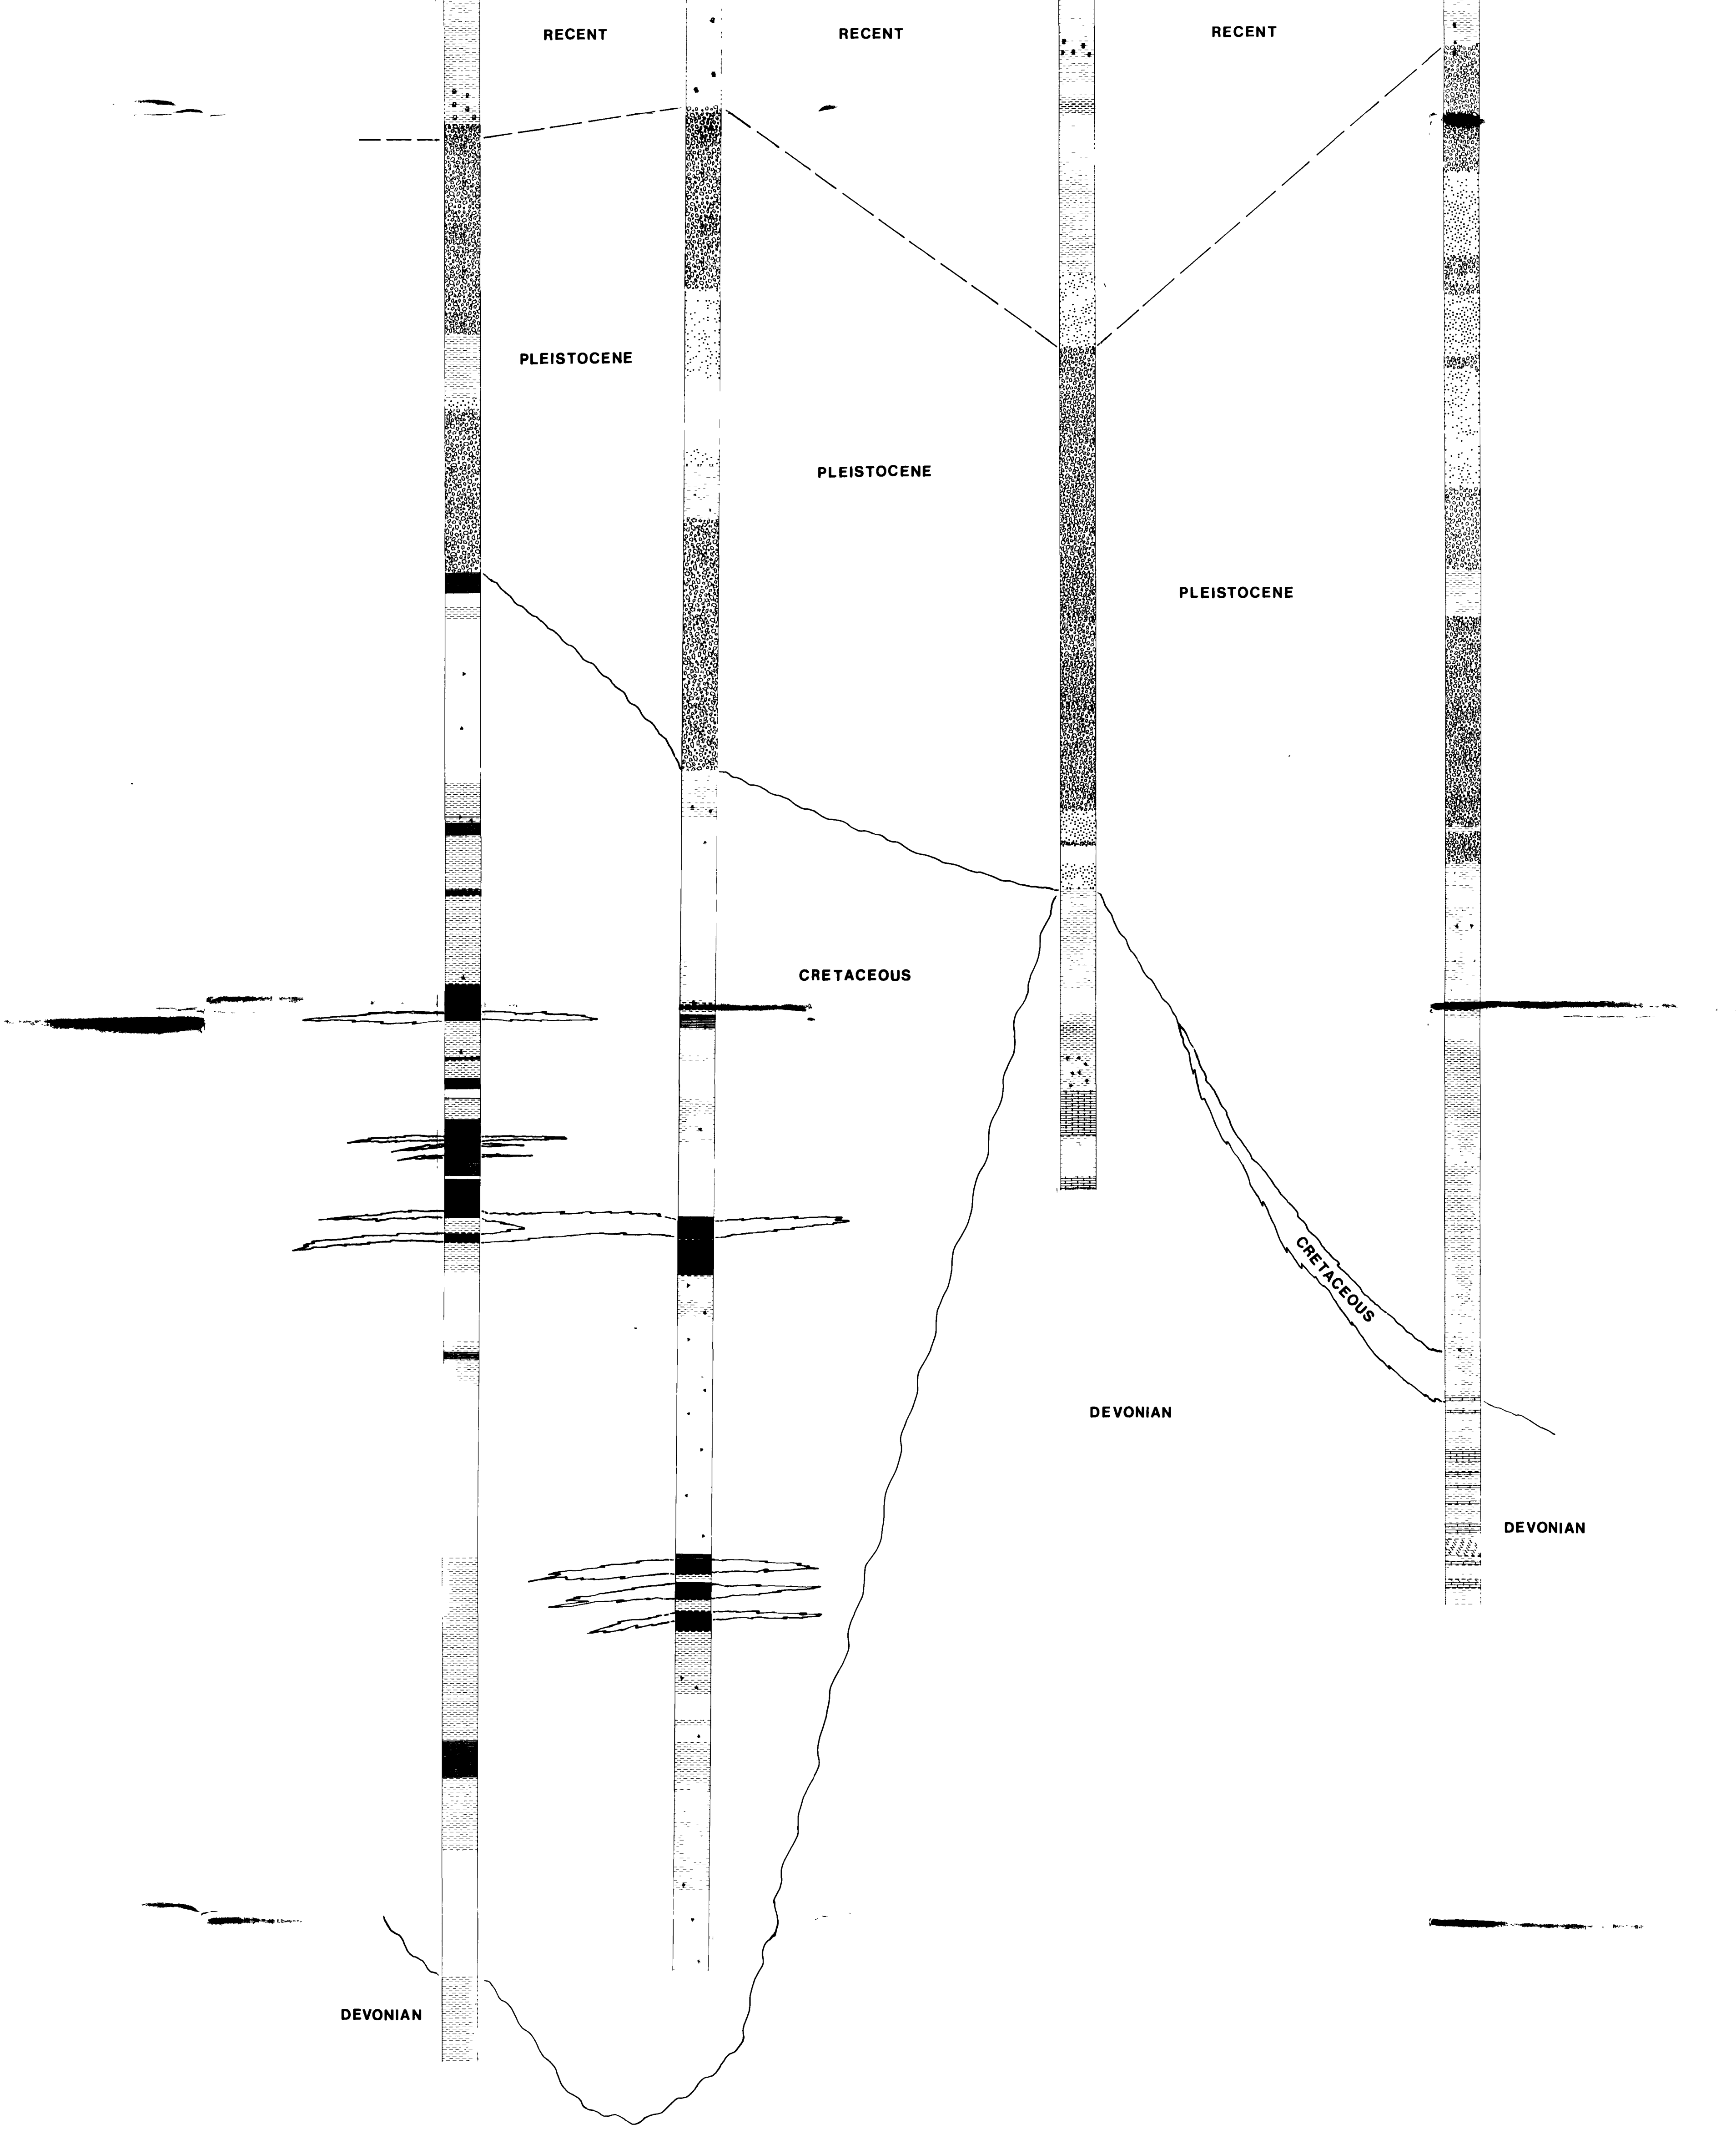 RECENT
RECENT
RECENT
PLEISTOCENE
PLEISTOCENE
PLEISTOCENE
CRETACEOUS
CRETACEOUS
DEVONIAN
DEVONIAN
DEVONIAN